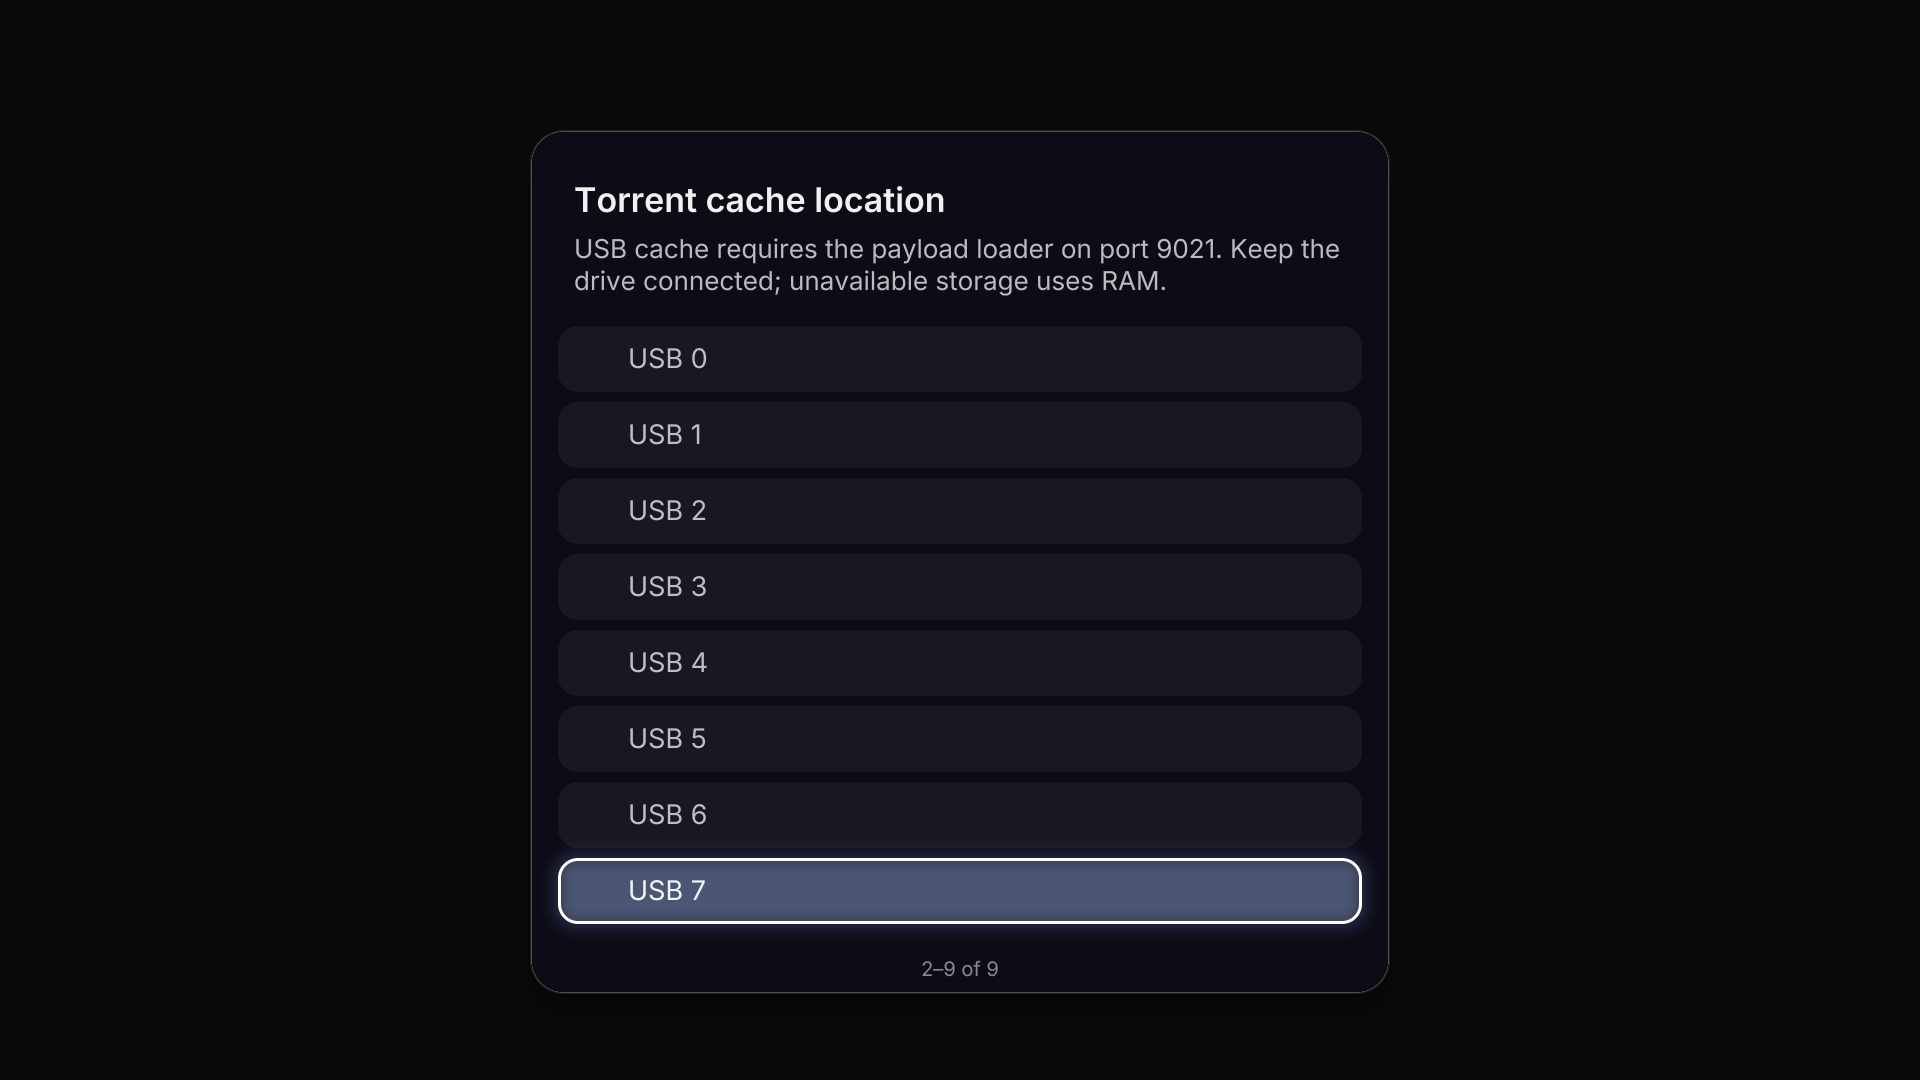 Torrent cache location
USB cache requires the payload loader on port 9021. Keep the
drive connected; unavailable storage uses RAM.
USB 0
USB 1
USB 2
USB 3
USB 4
USB 5
USB 6
USB 7
2–9 of 9